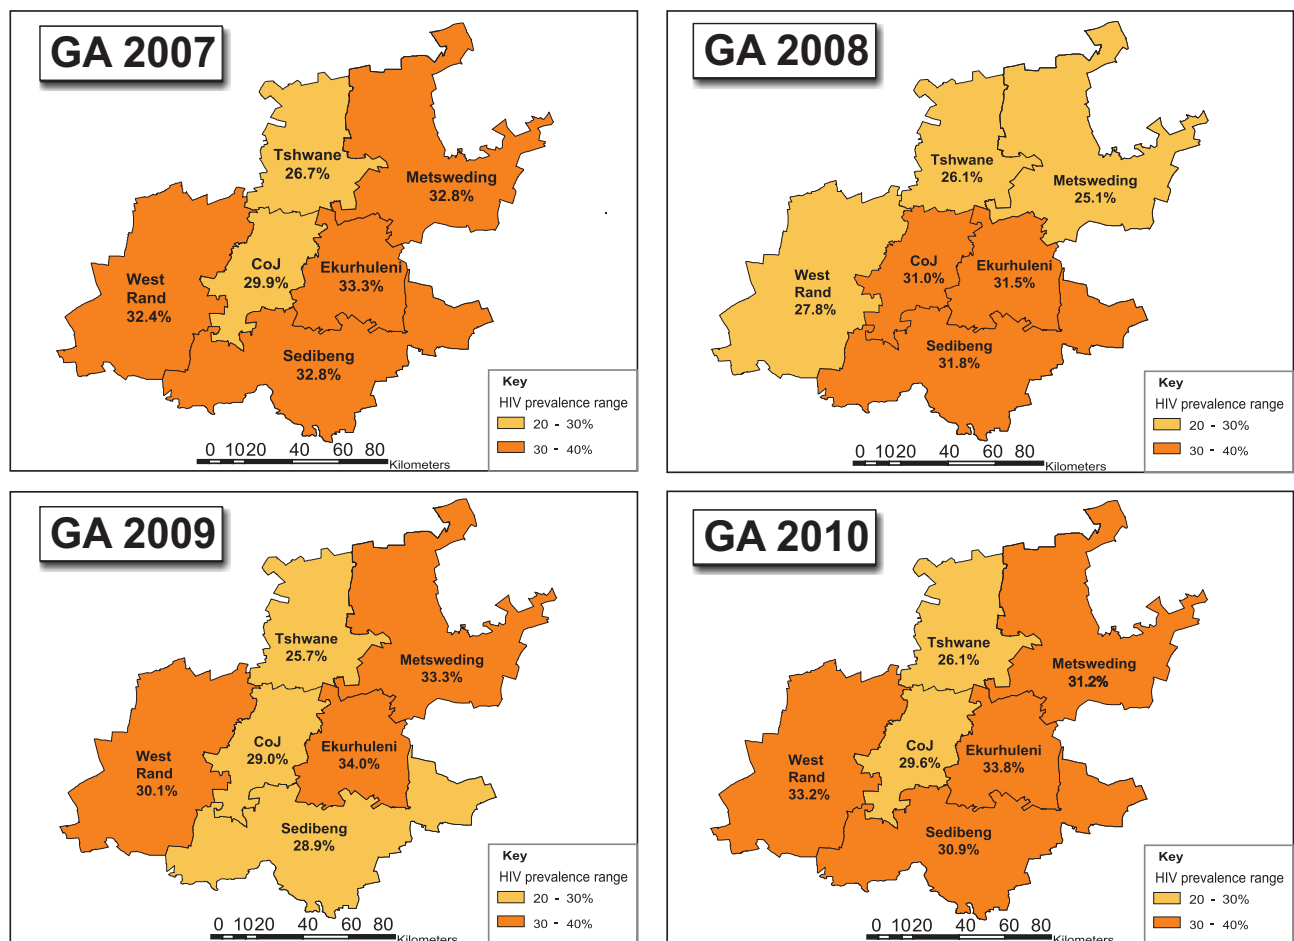 GA 2007
Tshwane
26.7%
Metsweding
32.8%
CoJ
29.9%
Ekurhuleni
33.3%
West
Rand
32.4%
Sedibeng
32.8%
Key
HIV prevalence range
20 - 30%
30 - 40%
0 10 20 40 60 80
Kilometers
GA 2008
Tshwane
26.1%
Metsweding
25.1%
CoJ
31.0%
Ekurhuleni
31.5%
West
Rand
27.8%
Sedibeng
31.8%
Key
HIV prevalence range
20 - 30%
30 - 40%
0 10 20 40 60 80
Kilometers
GA 2009
Tshwane
25.7%
Metsweding
33.3%
CoJ
29.0%
Ekurhuleni
34.0%
West
Rand
30.1%
Sedibeng
28.9%
Key
HIV prevalence range
20 - 30%
30 - 40%
0 10 20 40 60 80
Kilometers
GA 2010
Tshwane
26.1%
Metsweding
31.2%
CoJ
29.6%
Ekurhuleni
33.8%
West
Rand
33.2%
Sedibeng
30.9%
Key
HIV prevalence range
20 - 30%
30 - 40%
0 10 20 40 60 80
Kilometers